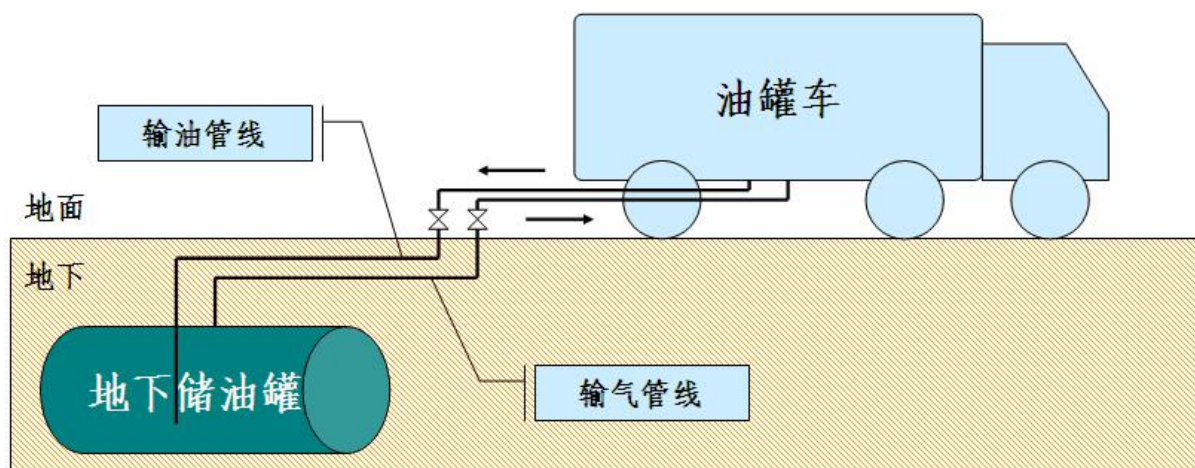 油罐车
输油管线
地面
地下
地下储油罐
输气管线